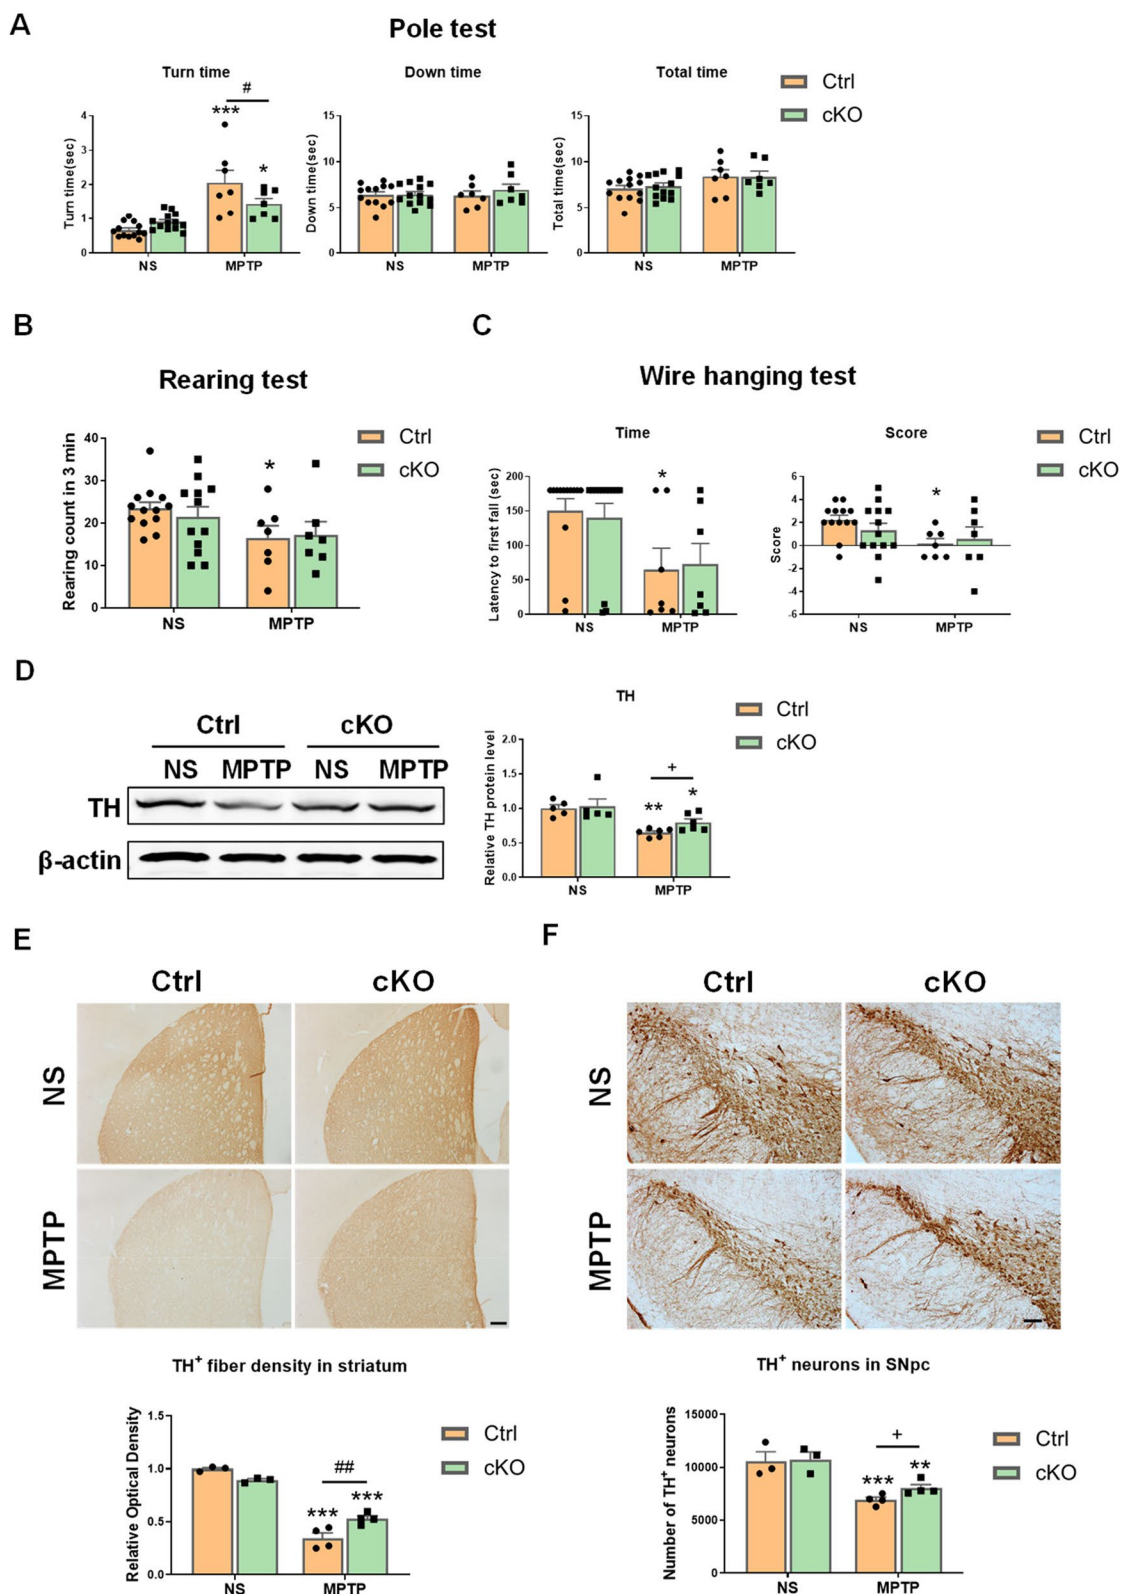 A
Pole test
Turn time
Down time
Total time
Ctrl
cKO
Turn time(sec)
4
3
2
1
0
***
#
*
NS
MPTP
Down time(sec)
15
10
5
0
NS
MPTP
Total time(sec)
15
10
5
0
NS
MPTP
B
Rearing test
Ctrl
cKO
Rearing count in 3 min
40
30
20
10
0
*
NS
MPTP
C
Wire hanging test
Time
Score
Ctrl
cKO
Latency to first fall (sec)
200
150
100
50
0
*
NS
MPTP
Score
6
4
2
0
-2
-4
-6
*
NS
MPTP
D
Ctrl
cKO
NS MPTP NS MPTP
TH
β-actin
TH
Ctrl
cKO
Relative TH protein level
2.0
1.5
1.0
0.5
0.0
+
**
*
NS
MPTP
E
Ctrl
cKO
NS
MPTP
TH+ fiber density in striatum
Relative Optical Density
1.5
1.0
0.5
0.0
##
***
***
NS
MPTP
Ctrl
cKO
F
Ctrl
cKO
NS
MPTP
TH+ neurons in SNpc
Number of TH+ neurons
15000
10000
5000
0
+
***
**
NS
MPTP
Ctrl
cKO